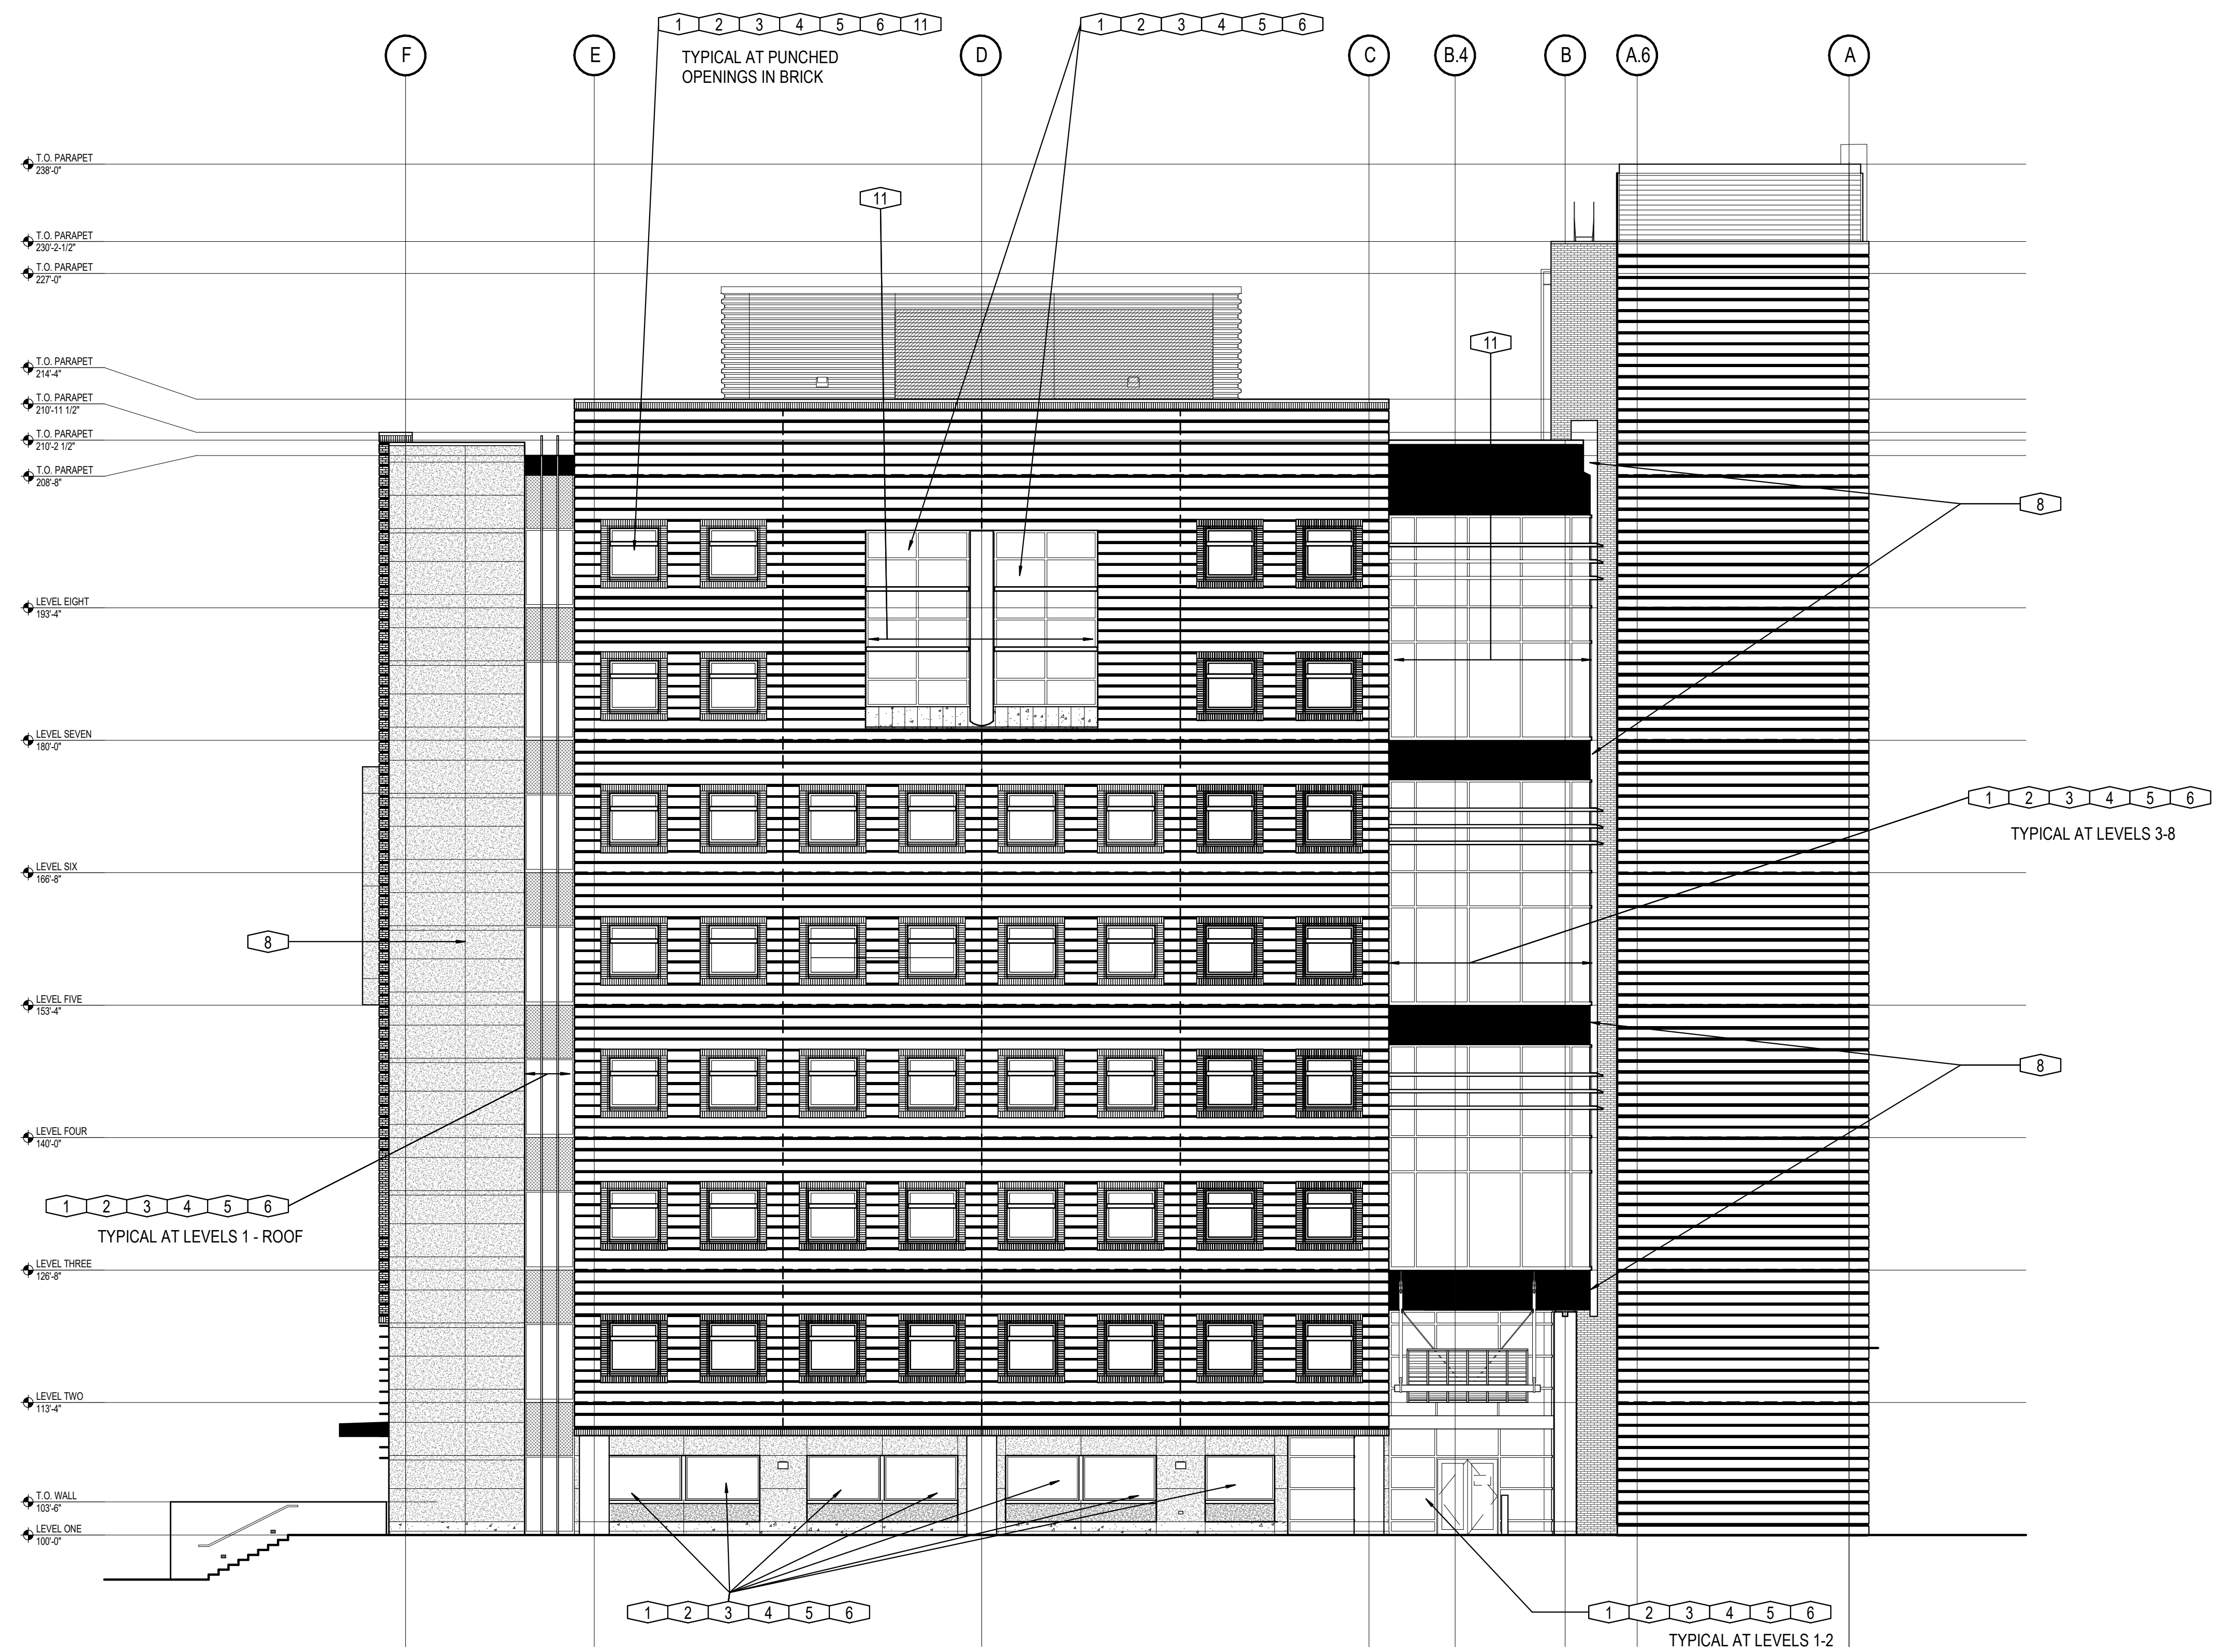 1 2 3 4 5 6 11
1 2 3 4 5 6
TYPICAL AT PUNCHED
OPENINGS IN BRICK
F E D C B.4 B A.6 A
T.O. PARAPET
238'-0"
11
T.O. PARAPET
230'-2-1/2"
T.O. PARAPET
227'-0"
11
T.O. PARAPET
214'-4"
T.O. PARAPET
210'-11 1/2"
T.O. PARAPET
210'-2 1/2"
T.O. PARAPET
208'-8"
8
LEVEL EIGHT
193'-4"
LEVEL SEVEN
180'-0"
1 2 3 4 5 6
TYPICAL AT LEVELS 3-8
LEVEL SIX
166'-8"
8
LEVEL FIVE
153'-4"
8
LEVEL FOUR
140'-0"
1 2 3 4 5 6
TYPICAL AT LEVELS 1 - ROOF
LEVEL THREE
126'-8"
LEVEL TWO
113'-4"
T.O. WALL
103'-6"
LEVEL ONE
100'-0"
1 2 3 4 5 6
1 2 3 4 5 6
TYPICAL AT LEVELS 1-2